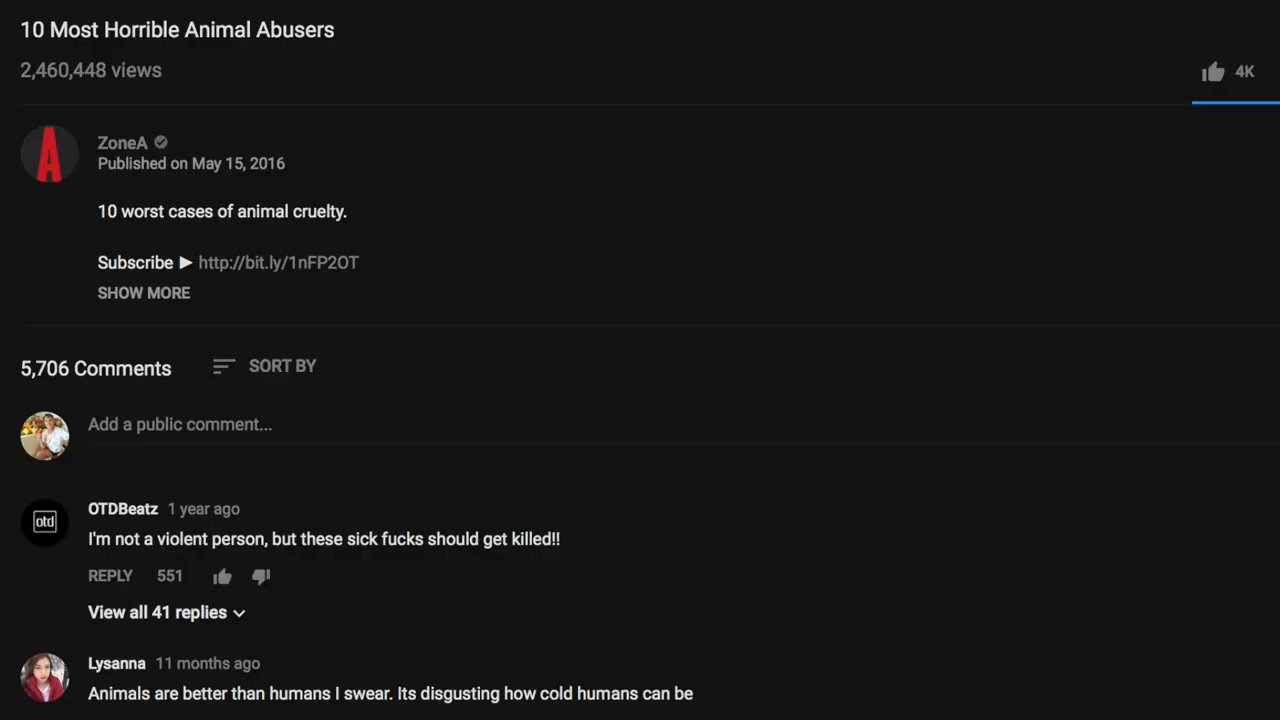 10 Most Horrible Animal Abusers
2,460,448 views
4K
A
ZoneA
Published on May 15, 2016
10 worst cases of animal cruelty.
Subscribe ► http://bit.ly/1nFP2OT
SHOW MORE
5,706 Comments SORT BY
Add a public comment...
otd
OTDBeatz 1 year ago
I'm not a violent person, but these sick fucks should get killed!!
REPLY 551
View all 41 replies
Lysanna 11 months ago
Animals are better than humans I swear. Its disgusting how cold humans can be